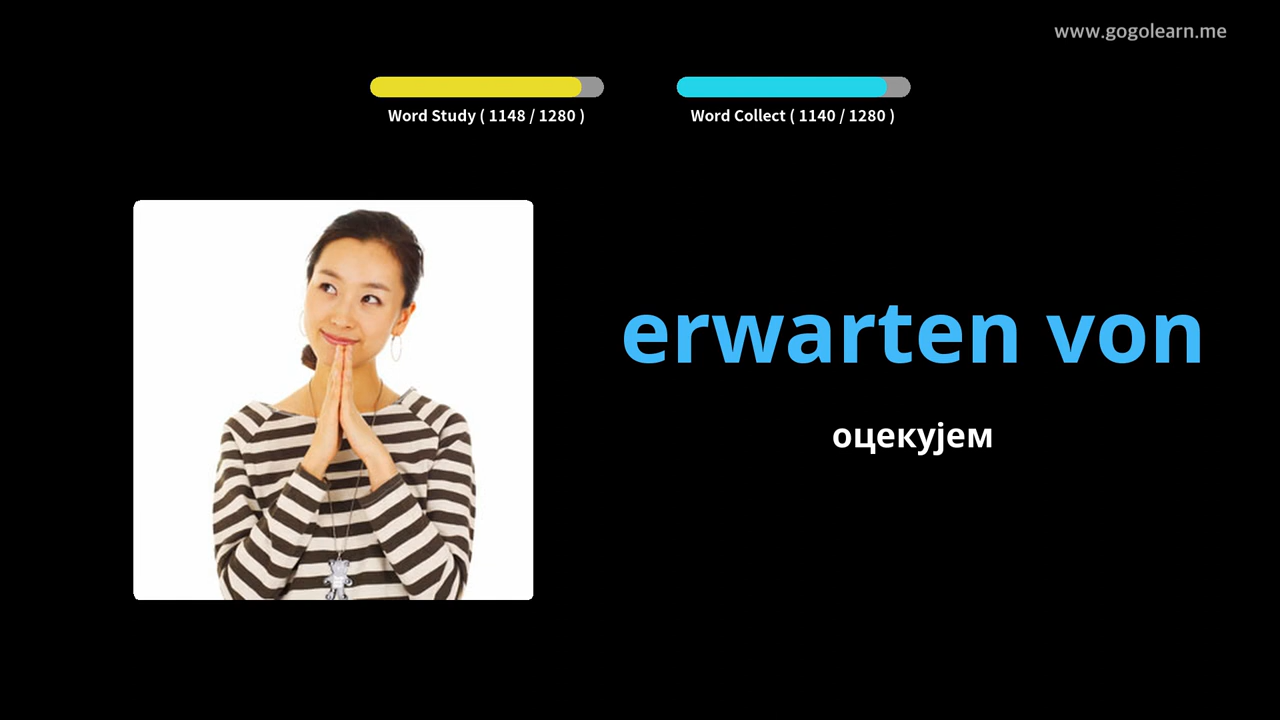 www.gogolearn.me
Word Study ( 1148 / 1280 )
Word Collect ( 1140 / 1280 )
erwarten von
оцекујем